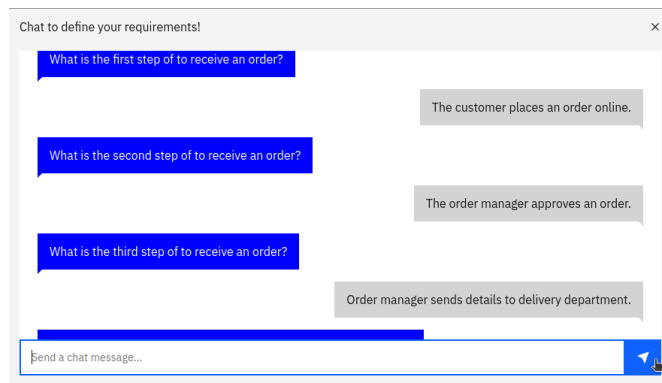 Chat to define your requirements!
What is the first step of to receive an order?
The customer places an order online.
What is the second step of to receive an order?
The order manager approves an order.
What is the third step of to receive an order?
Order manager sends details to delivery department.
Send a chat message...